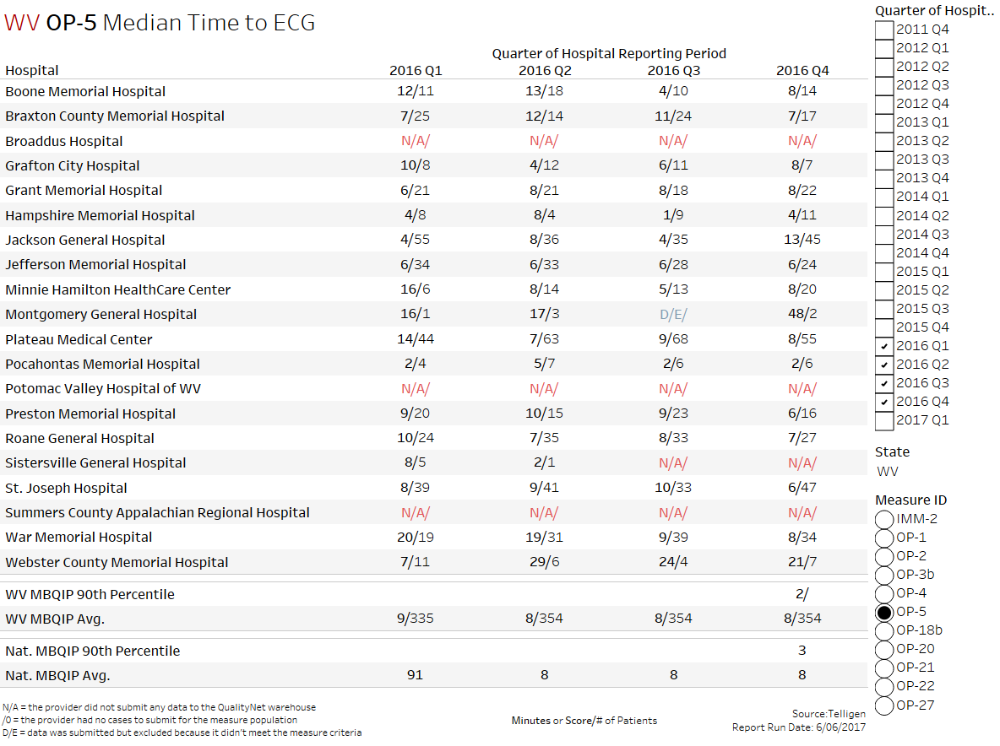 WV OP-5 Median Time to ECG
Quarter of Hospital Reporting Period
Hospital 2016 Q1 2016 Q2 2016 Q3 2016 Q4
Boone Memorial Hospital 12/11 13/18 4/10 8/14
Braxton County Memorial Hospital 7/25 12/14 11/24 7/17
Broaddus Hospital N/A/ N/A/ N/A/ N/A/
Grafton City Hospital 10/8 4/12 6/11 8/7
Grant Memorial Hospital 6/21 8/21 8/18 8/22
Hampshire Memorial Hospital 4/8 8/4 1/9 4/11
Jackson General Hospital 4/55 8/36 4/35 13/45
Jefferson Memorial Hospital 6/34 6/33 6/28 6/24
Minnie Hamilton HealthCare Center 16/6 8/14 5/13 8/20
Montgomery General Hospital 16/1 17/3 D/E/ 48/2
Plateau Medical Center 14/44 7/63 9/68 8/55
Pocahontas Memorial Hospital 2/4 5/7 2/6 2/6
Potomac Valley Hospital of WV N/A/ N/A/ N/A/ N/A/
Preston Memorial Hospital 9/20 10/15 9/23 6/16
Roane General Hospital 10/24 7/35 8/33 7/27
Sistersville General Hospital 8/5 2/1 N/A/ N/A/
St. Joseph Hospital 8/39 9/41 10/33 6/47
Summers County Appalachian Regional Hospital N/A/ N/A/ N/A/ N/A/
War Memorial Hospital 20/19 19/31 9/39 8/34
Webster County Memorial Hospital 7/11 29/6 24/4 21/7
WV MBQIP 90th Percentile 2/
WV MBQIP Avg. 9/335 8/354 8/354 8/354
Nat. MBQIP 90th Percentile 3
Nat. MBQIP Avg. 91 8 8 8
N/A = the provider did not submit any data to the QualityNet warehouse
/0 = the provider had no cases to submit for the measure population
D/E = data was submitted but excluded because it didn't meet the measure criteria
Minutes or Score/# of Patients
Source:Telligen
Report Run Date: 6/06/2017
Quarter of Hospit..
2011 Q4
2012 Q1
2012 Q2
2012 Q3
2012 Q4
2013 Q1
2013 Q2
2013 Q3
2013 Q4
2014 Q1
2014 Q2
2014 Q3
2014 Q4
2015 Q1
2015 Q2
2015 Q3
2015 Q4
2016 Q1
2016 Q2
2016 Q3
2016 Q4
2017 Q1
State
WV
Measure ID
IMM-2
OP-1
OP-2
OP-3b
OP-4
OP-5
OP-18b
OP-20
OP-21
OP-22
OP-27